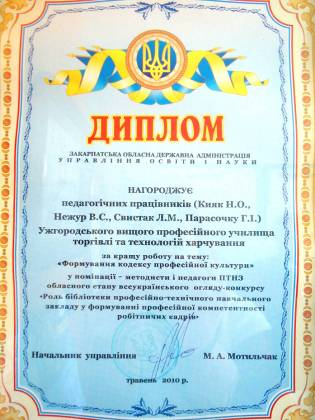 ДИПЛОМ
ЗАКАРПАТСЬКА ОБЛАСНА ДЕРЖАВНА АДМІНІСТРАЦІЯ
УПРАВЛІННЯ ОСВІТИ І НАУКИ
НАГОРОДЖУЄ
педагогічних працівників (Кияк Н.О.,
Нежур В.С., Свистак Л.М., Парасочку Г.І.)
Ужгородського вищого професійного училища
торгівлі та технологій харчування
за кращу роботу на тему:
«Формування кодексу професійної культури»
у номінації – методисти і педагоги ПТНЗ
обласного етапу всеукраїнського огляду-конкурсу
«Роль бібліотеки професійно-технічного навчального
закладу у формуванні професійної компетентності
робітничих кадрів»
Начальник управління М. А. Мотильчак
травень 2010 р.